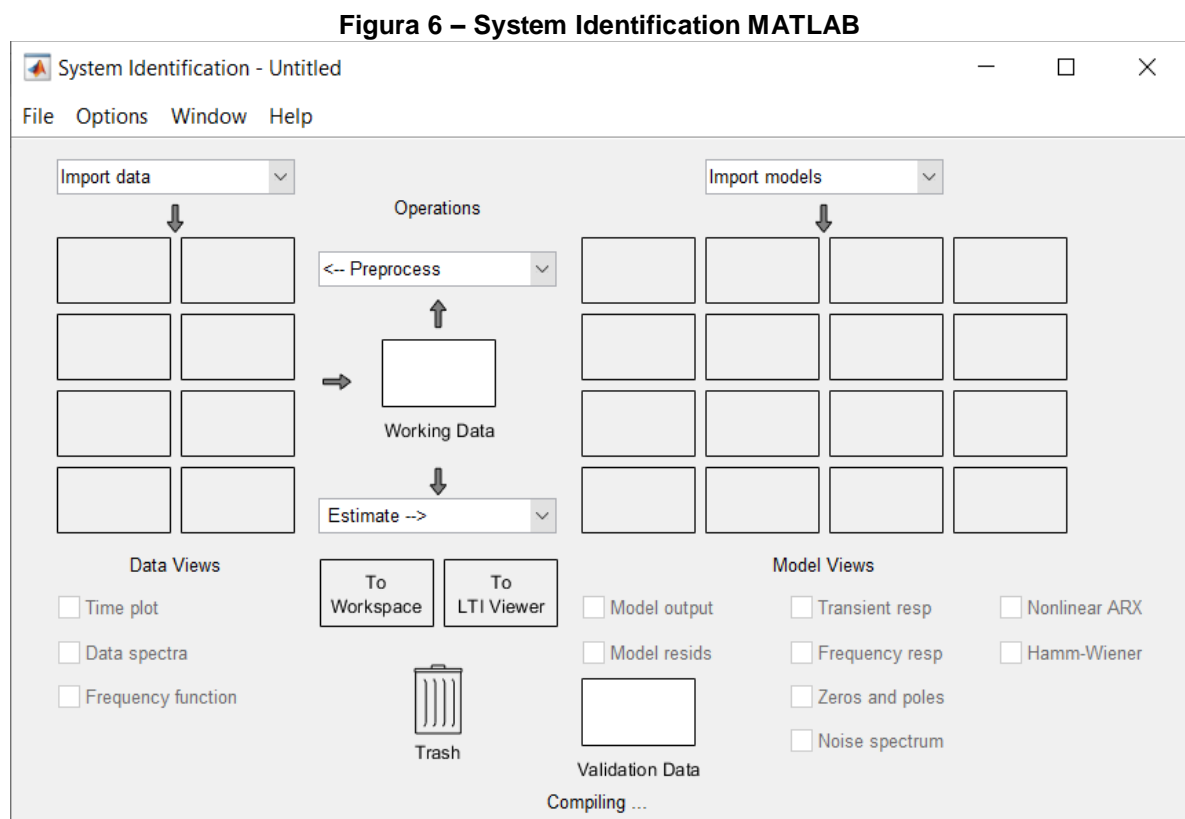 Figura 6 – System Identification MATLAB
System Identification - Untitled
File Options Window Help
Import data
Import models
Operations
<-- Preprocess
Working Data
Estimate -->
Data Views
Time plot
Data spectra
Frequency function
To
Workspace
To
LTI Viewer
Trash
Model Views
Model output
Transient resp
Nonlinear ARX
Model resids
Frequency resp
Hamm-Wiener
Zeros and poles
Noise spectrum
Validation Data
Compiling ...